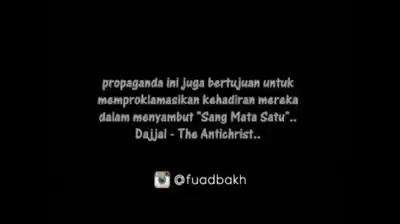 propaganda ini juga bertujuan untuk
memproklamasikan kehadiran mereka
dalam menyambut "Sang Mata Satu"..
Dajjal - The Antichrist..
@fuadbakh